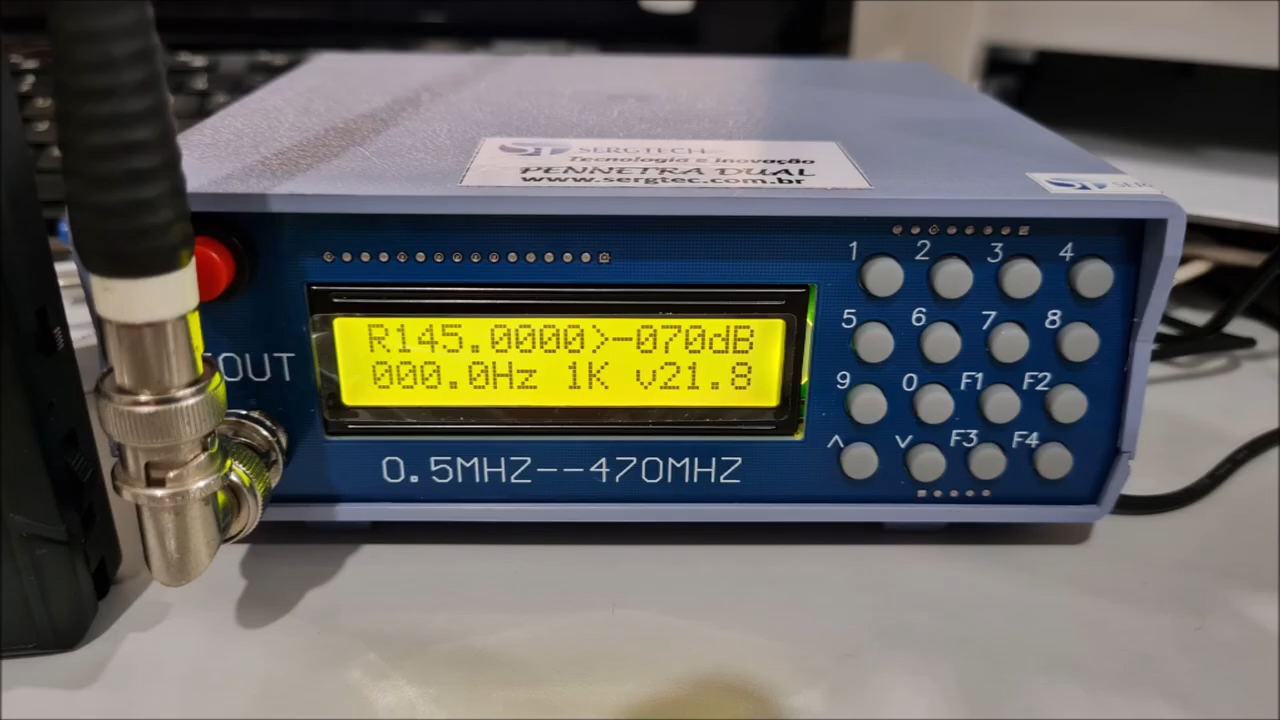 SERGTECH
Tecnologia e inovação
PENNETRA DUAL
www.sergtec.com.br
SER
1 2 3 4
5 6 7 8
9 0 F1 F2
^ v F3 F4
OUT
R145.0000>-070dB
000.0Hz 1K v21.8
0.5MHZ--470MHZ